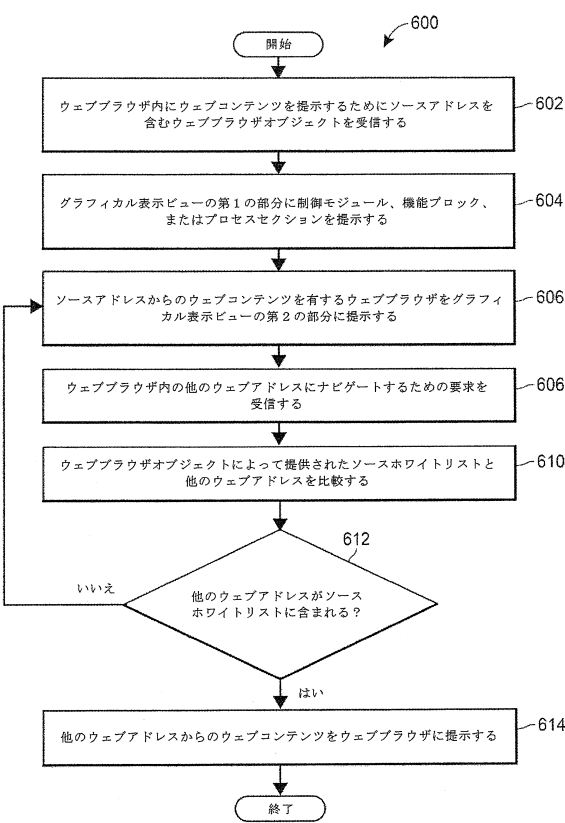 600
開始
ウェブブラウザ内にウェブコンテンツを提示するためにソースアドレスを
含むウェブブラウザオブジェクトを受信する
602
グラフィカル表示ビューの第1の部分に制御モジュール、機能ブロック、
またはプロセスセクションを提示する
604
ソースアドレスからのウェブコンテンツを有するウェブブラウザをグラフィ
カル表示ビューの第2の部分に提示する
606
ウェブブラウザ内の他のウェブアドレスにナビゲートするための要求を
受信する
606
ウェブブラウザオブジェクトによって提供されたソースホワイトリストと
他のウェブアドレスを比較する
610
612
他のウェブアドレスがソース
ホワイトリストに含まれる?
いいえ
はい
他のウェブアドレスからのウェブコンテンツをウェブブラウザに提示する
614
終了